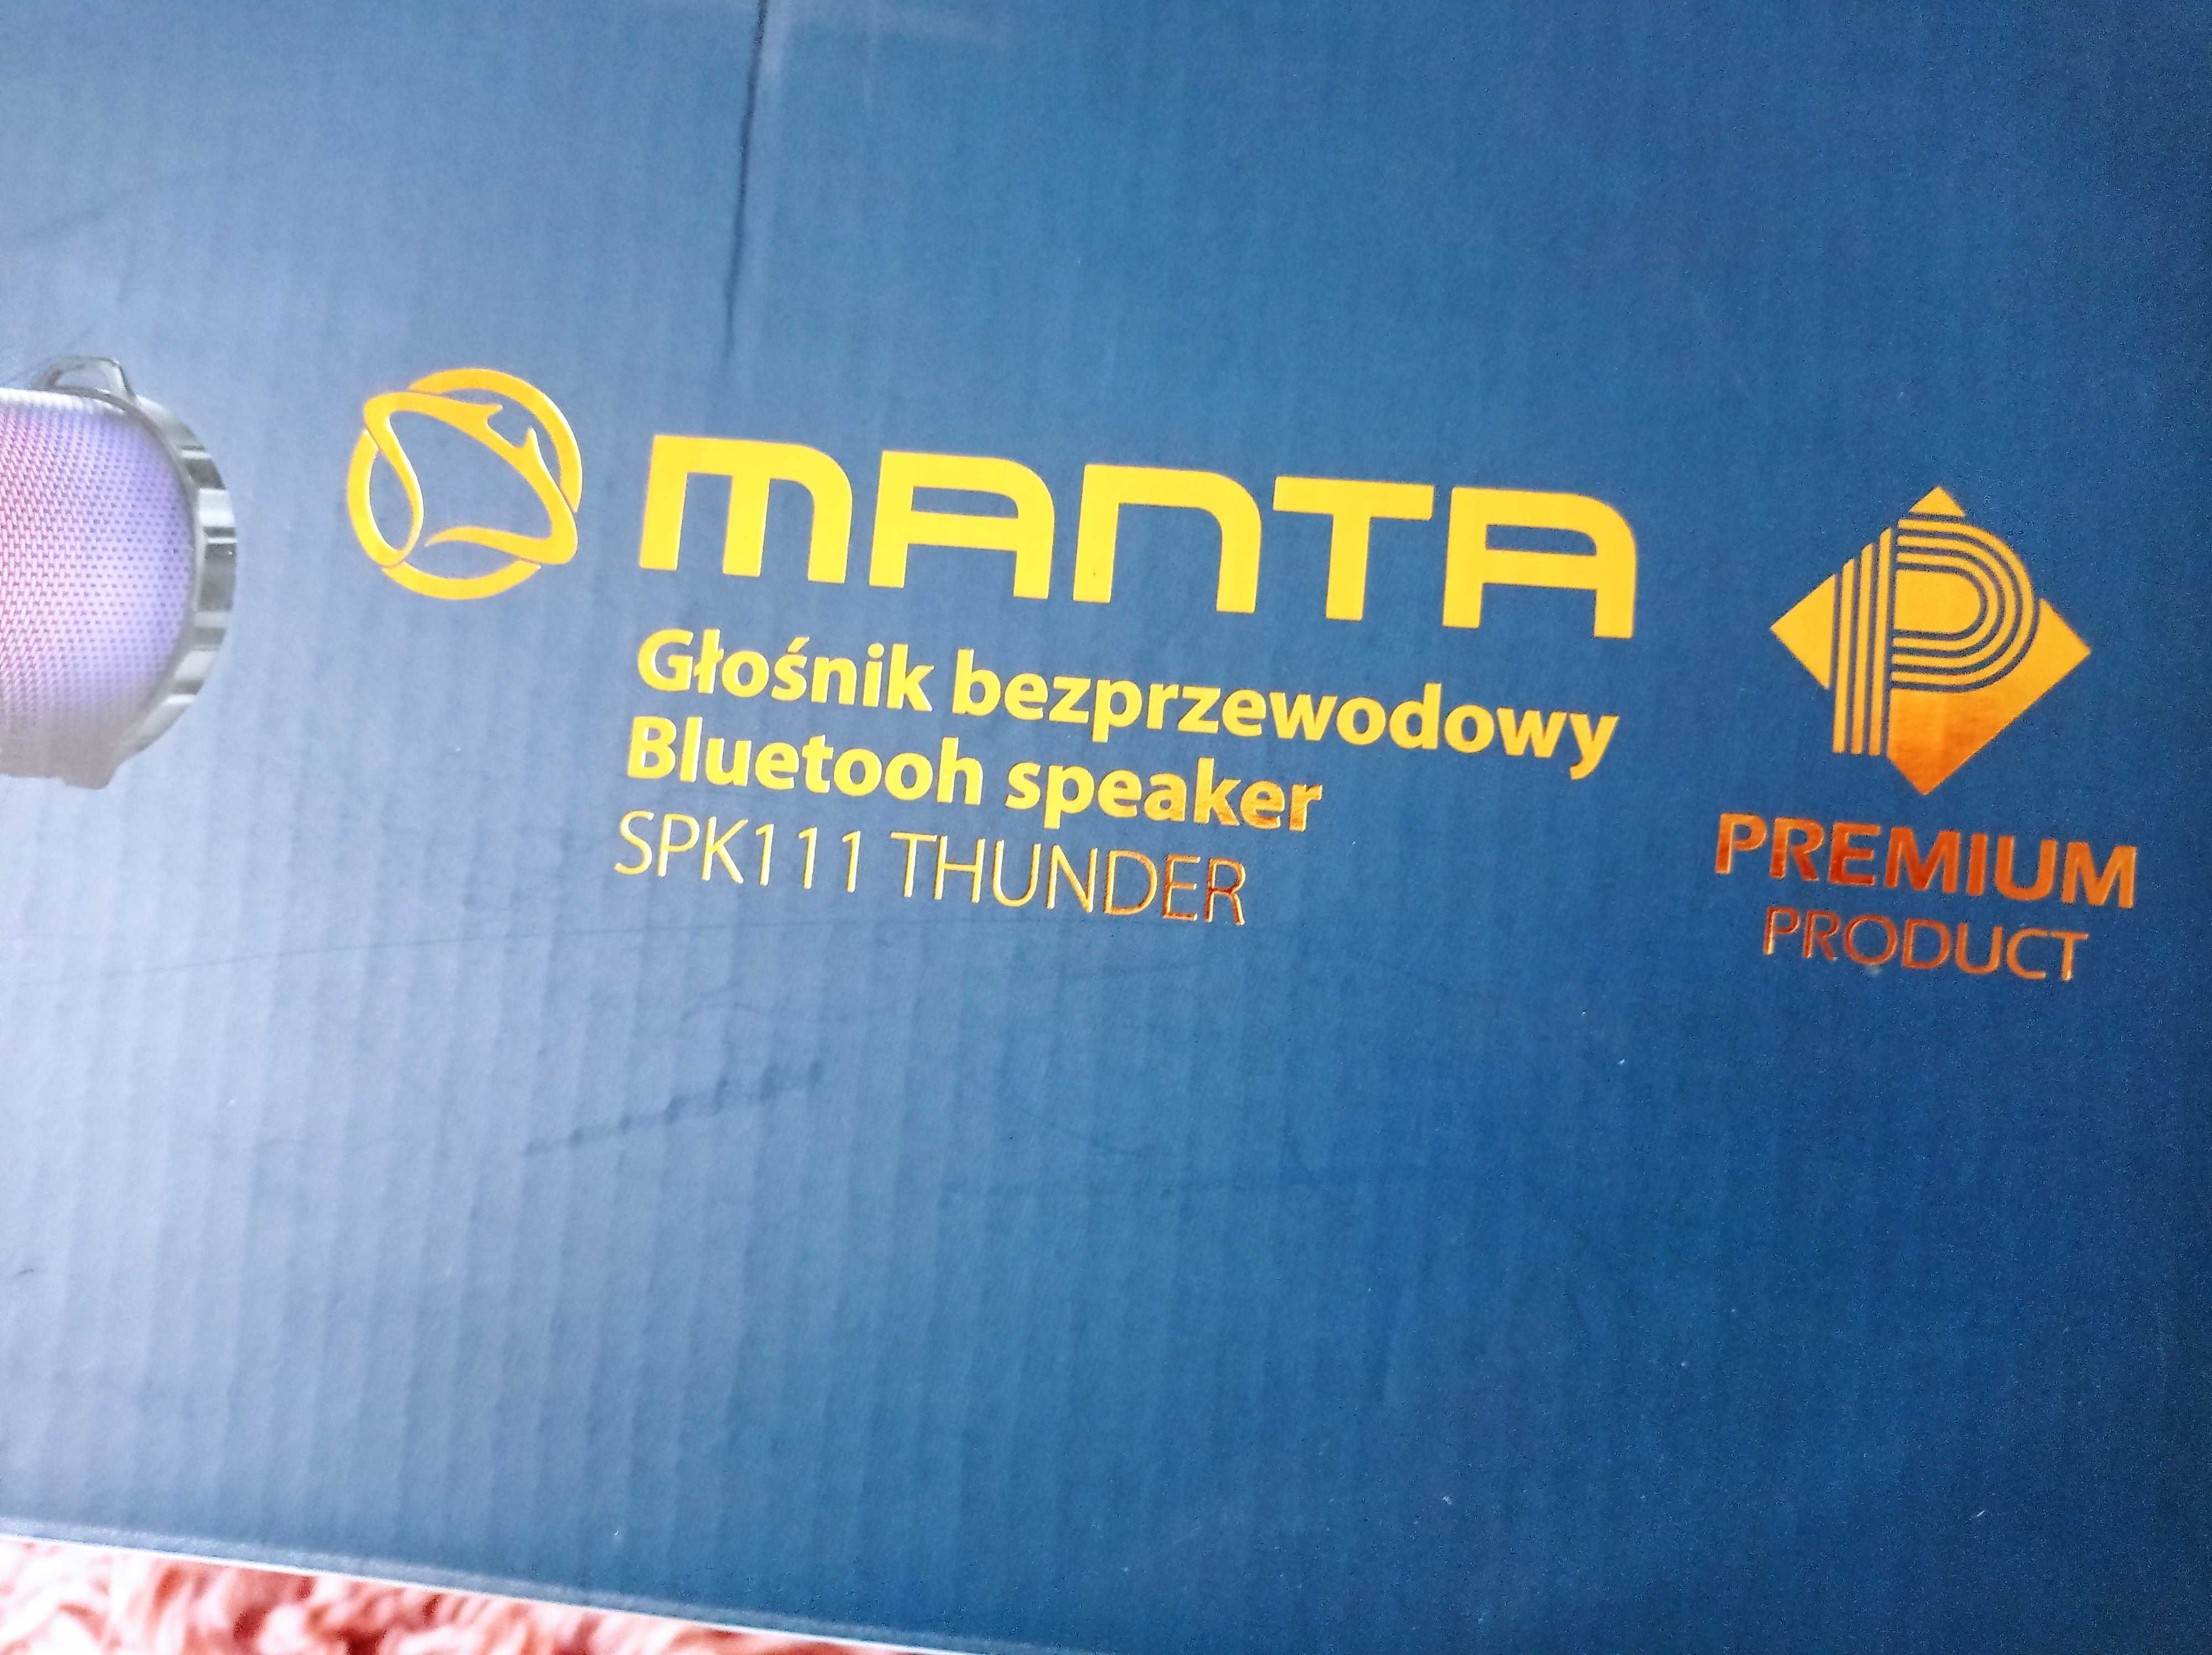 MANTA
Głośnik bezprzewodowy
Bluetooh speaker
SPK111 THUNDER
P
PREMIUM
PRODUCT